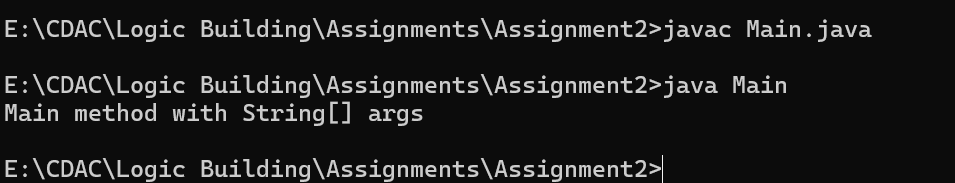 E:\CDAC\Logic Building\Assignments\Assignment2>javac Main.java
E:\CDAC\Logic Building\Assignments\Assignment2>java Main
Main method with String[] args
E:\CDAC\Logic Building\Assignments\Assignment2>